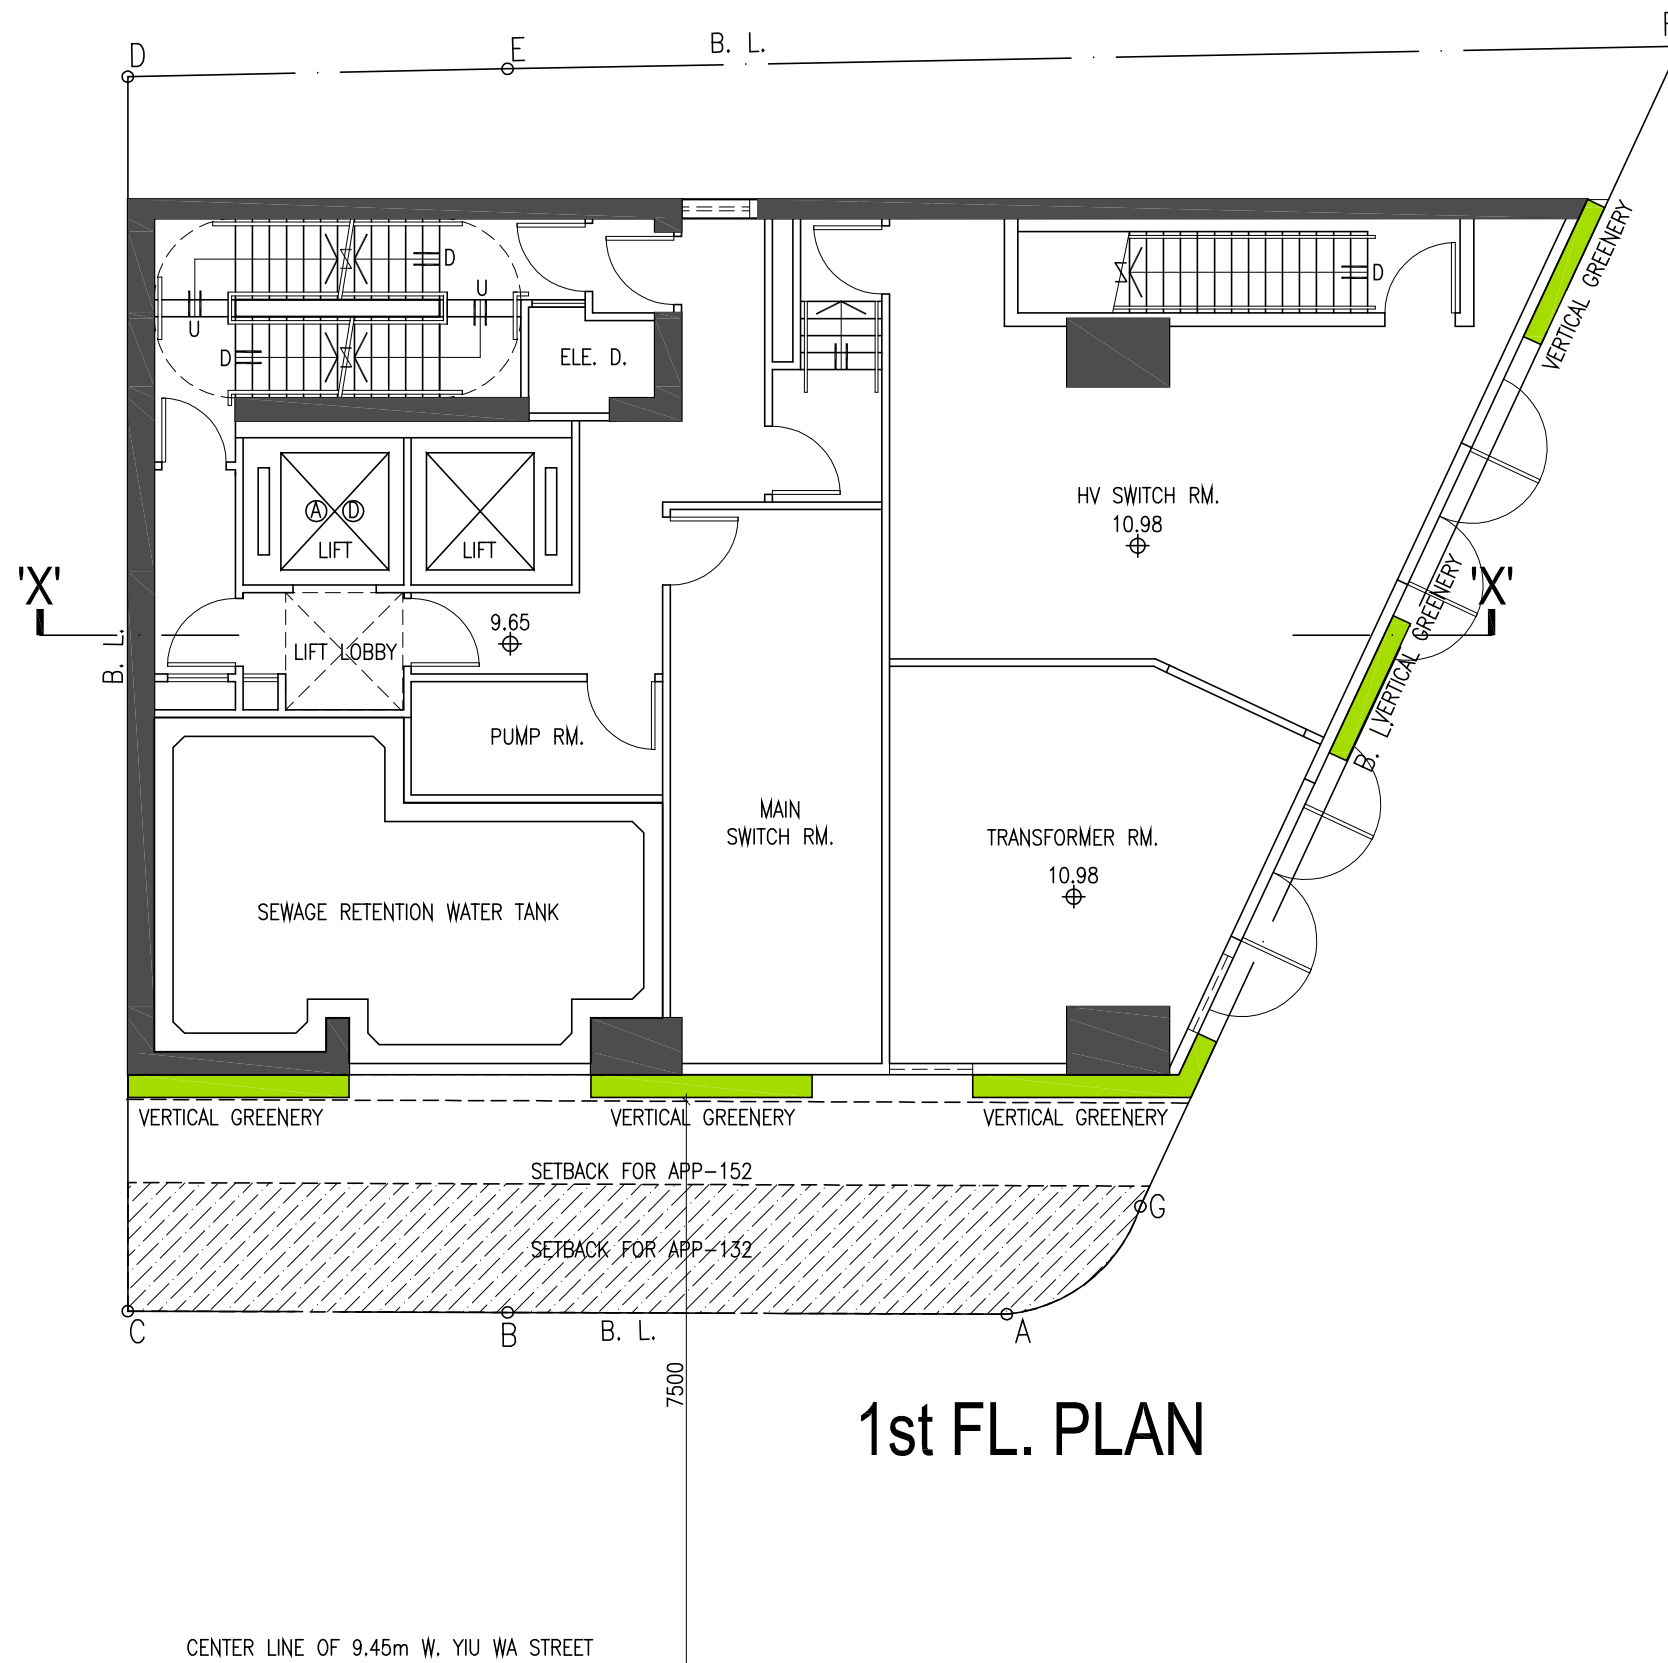 D
E
B. L.
F
D
U
U
D
D
ELE. D.
VERTICAL GREENERY
HV SWITCH RM.
10.98
A D
LIFT
LIFT
'X'
'X'
9.65
LIFT LOBBY
B. L.
VERTICAL GREENERY
B. L.
PUMP RM.
MAIN
SWITCH RM.
TRANSFORMER RM.
10.98
SEWAGE RETENTION WATER TANK
VERTICAL GREENERY
VERTICAL GREENERY
VERTICAL GREENERY
SETBACK FOR APP-152
G
SETBACK FOR APP-132
C
B
B. L.
A
7500
1st FL. PLAN
CENTER LINE OF 9.45m W. YIU WA STREET